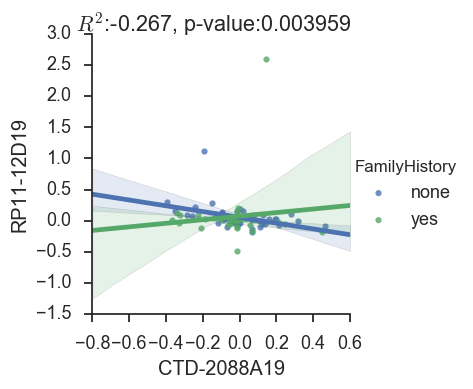 R²:-0.267, p-value:0.003959
3.0
2.5
2.0
1.5
1.0
0.5
0.0
−0.5
−1.0
−1.5
RP11-12D19
−0.8 −0.6 −0.4 −0.2 0.0 0.2 0.4 0.6
CTD-2088A19
FamilyHistory
none
yes